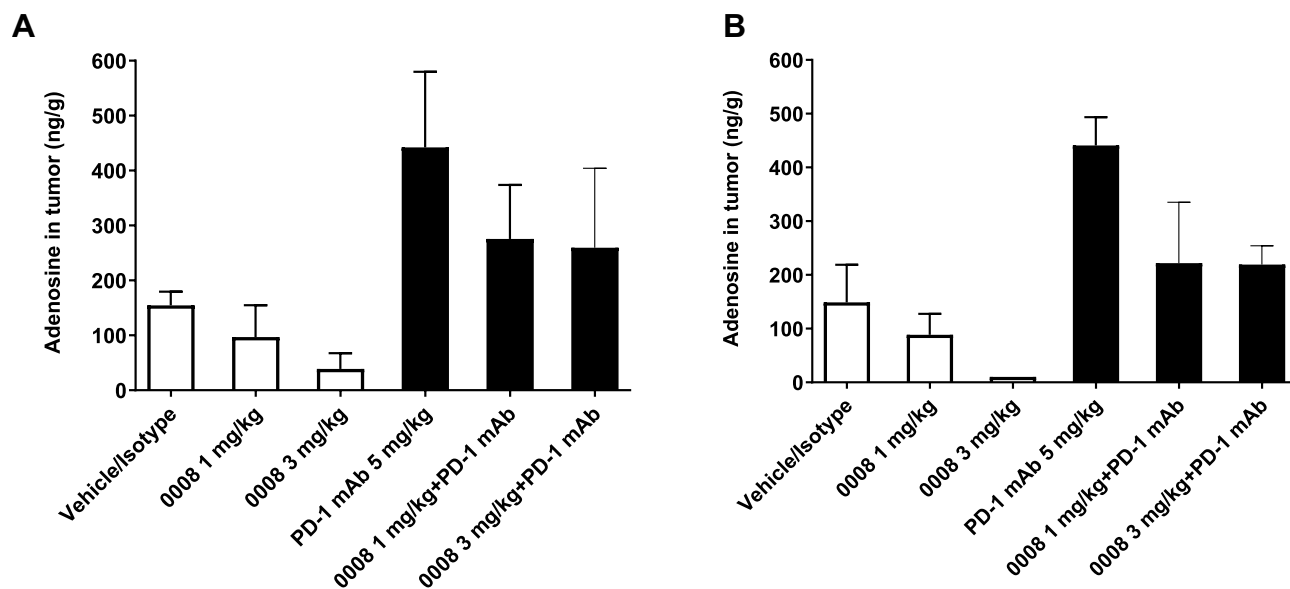 A
Adenosine in tumor (ng/g)
600
500
400
300
200
100
0
Vehicle/Isotype
0008 1 mg/kg
0008 3 mg/kg
PD-1 mAb 5 mg/kg
0008 1 mg/kg+PD-1 mAb
0008 3 mg/kg+PD-1 mAb
B
Adenosine in tumor (ng/g)
600
500
400
300
200
100
0
Vehicle/Isotype
0008 1 mg/kg
0008 3 mg/kg
PD-1 mAb 5 mg/kg
0008 1 mg/kg+PD-1 mAb
0008 3 mg/kg+PD-1 mAb